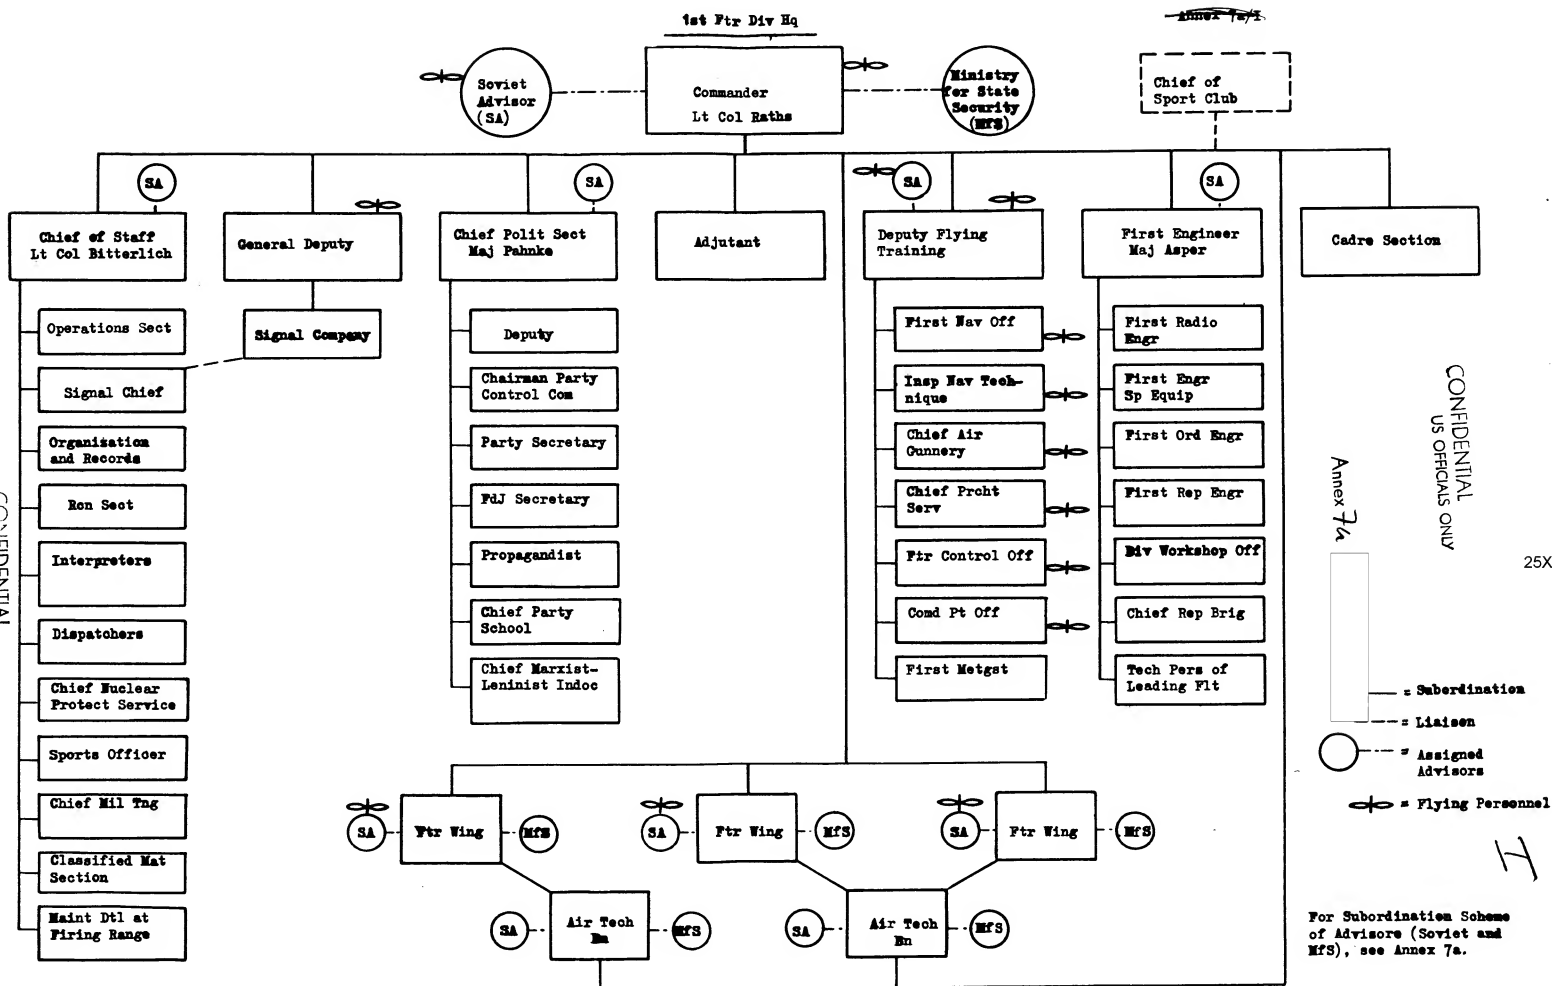 1st Ftr Div Hq
Annex 7a/I
Soviet
Advisor
(SA)
Commander
Lt Col Raths
Ministry
for State
Security
(MfS)
Chief of
Sport Club
SA
SA
SA
SA
Chief of Staff
Lt Col Bitterlich
General Deputy
Chief Polit Sect
Maj Pahnke
Adjutant
Deputy Flying
Training
First Engineer
Maj Asper
Cadre Section
Operations Sect
Signal Chief
Organization
and Records
Rcn Sect
Interpreters
Dispatchers
Chief Nuclear
Protect Service
Sports Officer
Chief Mil Tng
Classified Mat
Section
Maint Dtl at
Firing Range
Signal Company
Deputy
Chairman Party
Control Com
Party Secretary
FdJ Secretary
Propagandist
Chief Party
School
Chief Marxist-
Leninist Indoc
First Nav Off
Insp Nav Tech-
nique
Chief Air
Gunnery
Chief Prcht
Serv
Ftr Control Off
Comd Pt Off
First Metgst
First Radio
Engr
First Engr
Sp Equip
First Ord Engr
First Rep Engr
Div Workshop Off
Chief Rep Brig
Tech Pers of
Leading Flt
SA
Ftr Wing
MfS
SA
Ftr Wing
MfS
SA
Ftr Wing
MfS
SA
Air Tech
Bn
MfS
SA
Air Tech
Bn
MfS
CONFIDENTIAL
CONFIDENTIAL
US OFFICIALS ONLY
Annex 7b
25X
= Subordination
= Liaison
= Assigned
Advisors
= Flying Personnel
For Subordination Scheme
of Advisors (Soviet and
MfS), see Annex 7a.